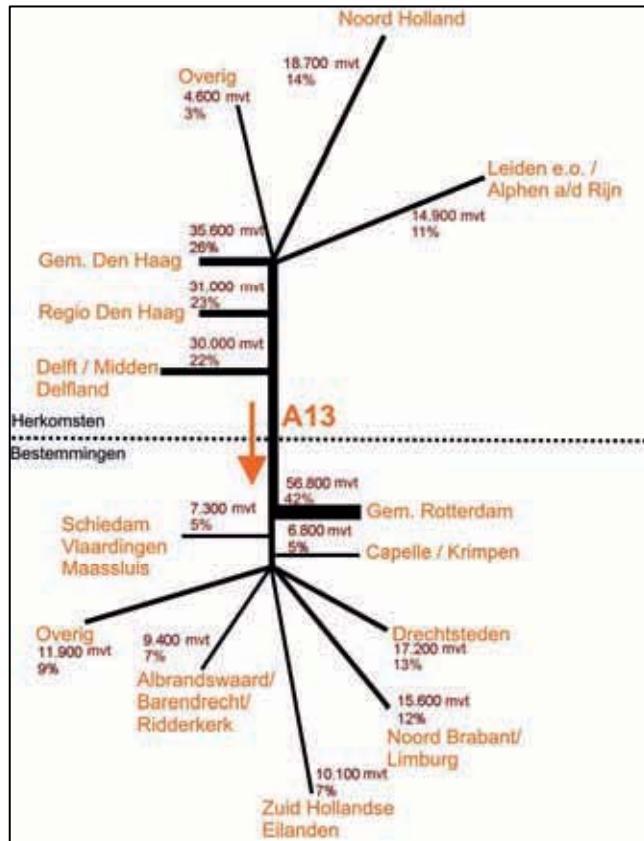 Noord Holland
18.700 mvt
14%
Overig
4.600 mvt
3%
Leiden e.o. /
Alphen a/d Rijn
14.900 mvt
11%
35.600 mvt
26%
Gem. Den Haag
31.000 mvt
23%
Regio Den Haag
30.000 mvt
22%
Delft / Midden
Delfland
A13
Herkomsten
Bestemmingen
56.800 mvt
42%
Gem. Rotterdam
7.300 mvt
5%
Schiedam
Vlaardingen
Maassluis
6.800 mvt
5%
Capelle / Krimpen
Overig
11.900 mvt
9%
9.400 mvt
7%
Albrandswaard/
Barendrecht/
Ridderkerk
Drechtsteden
17.200 mvt
13%
15.600 mvt
12%
Noord Brabant/
Limburg
10.100 mvt
7%
Zuid Hollandse
Eilanden